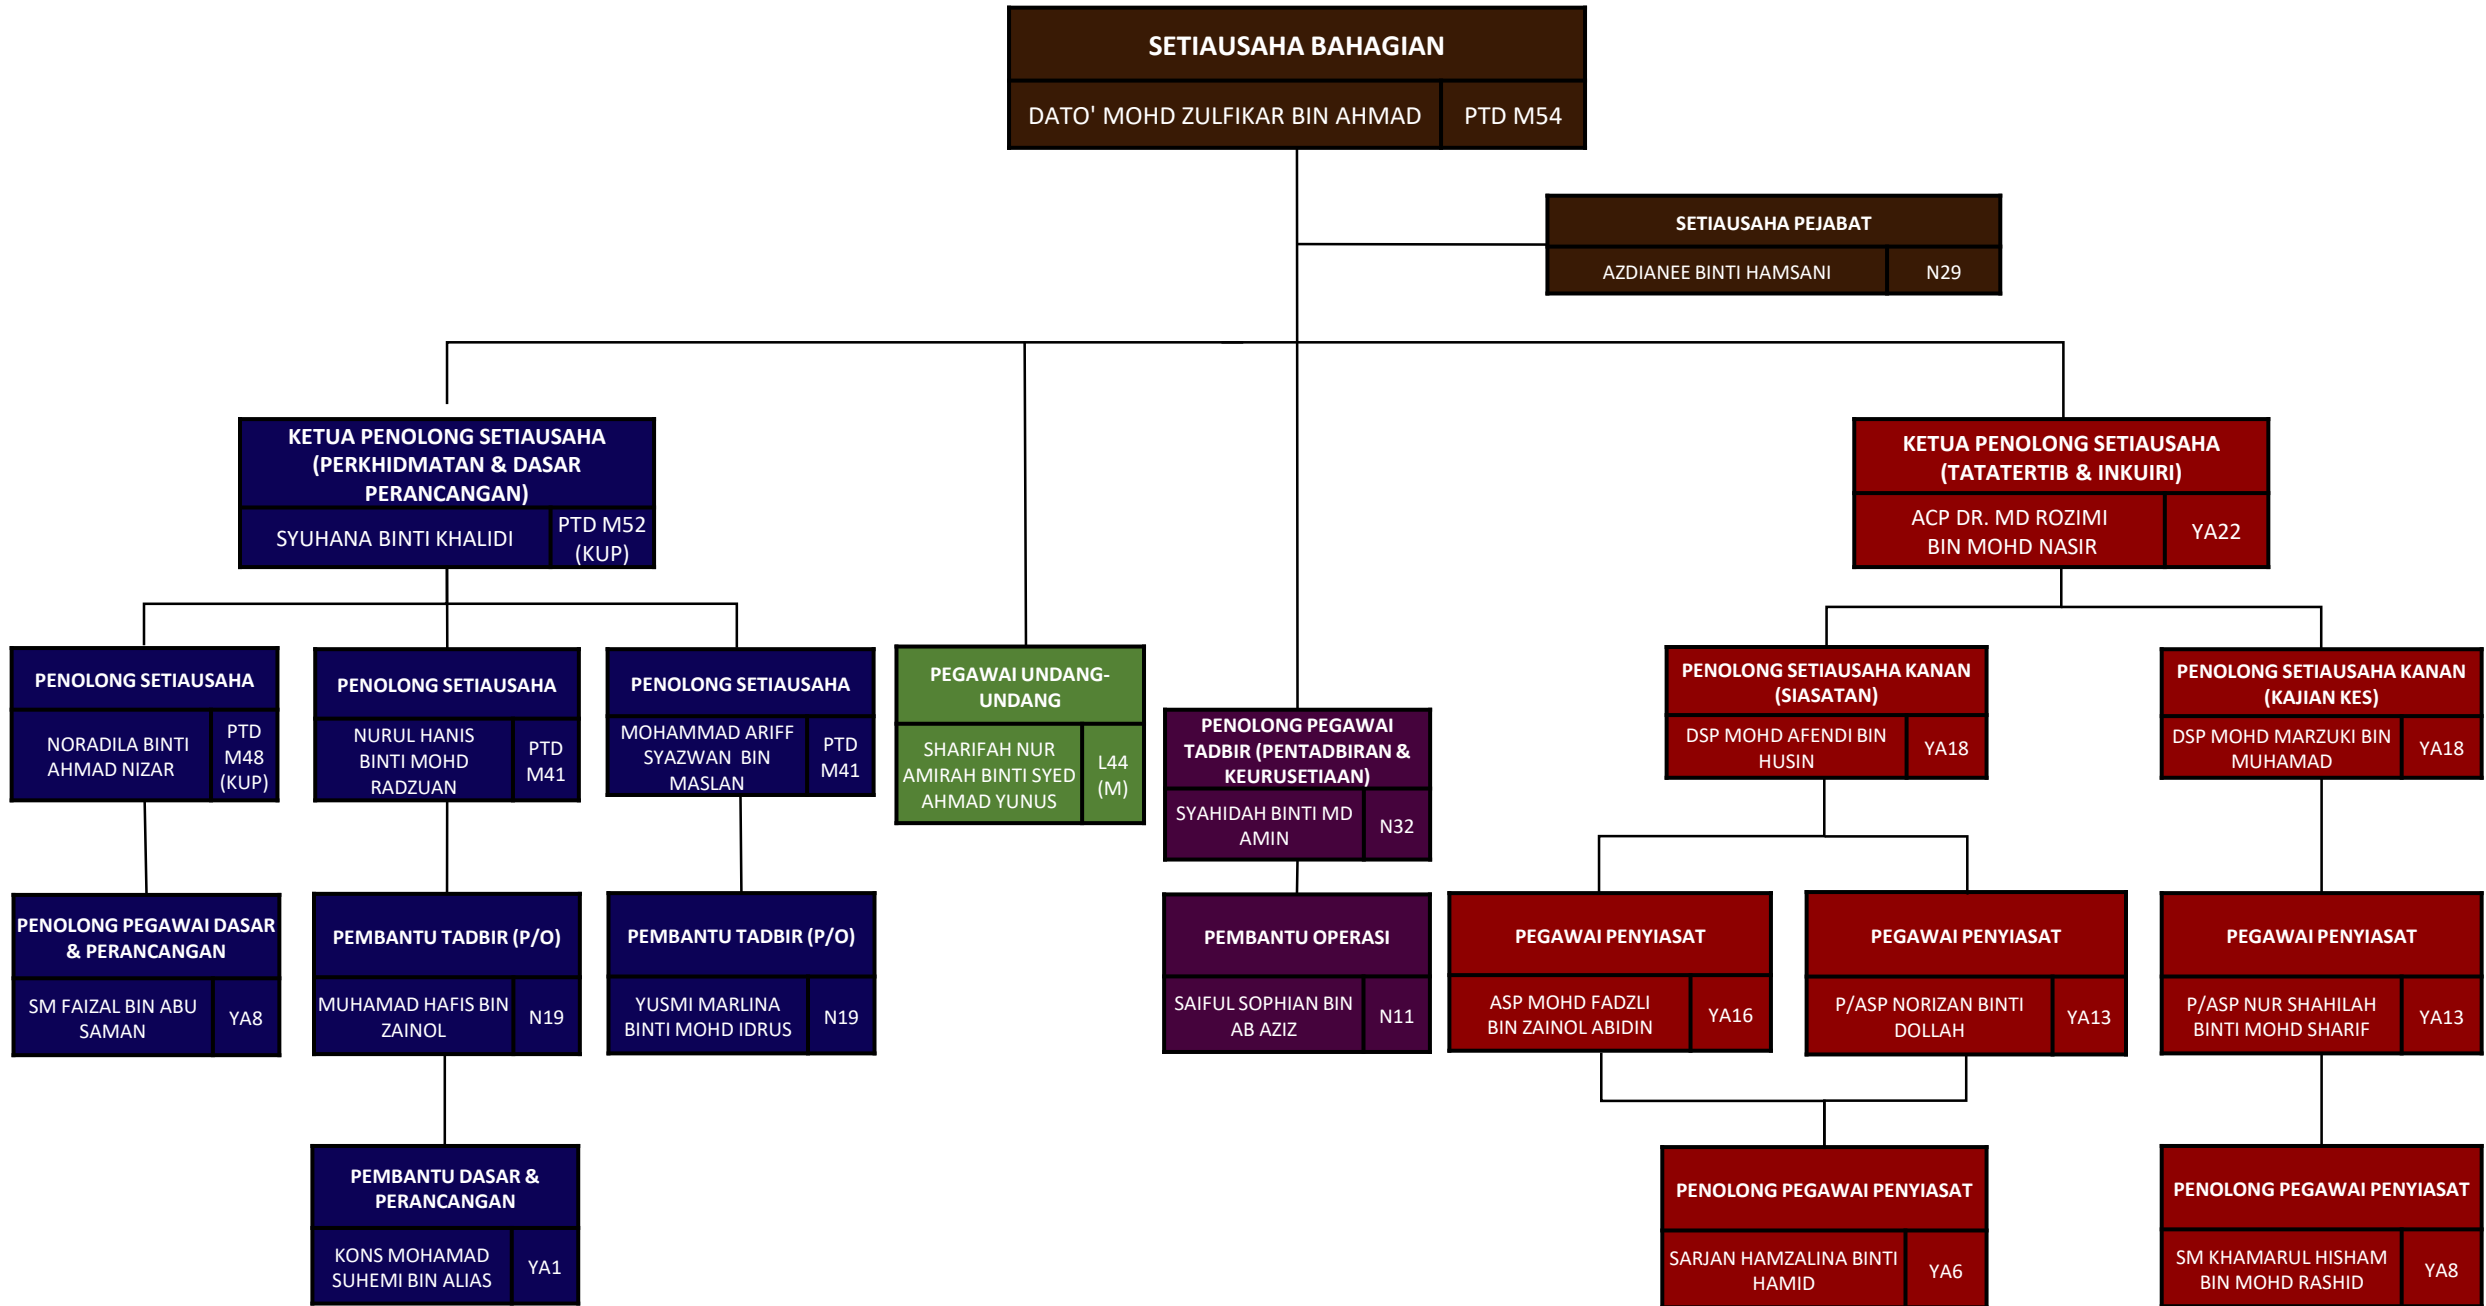 SETIAUSAHA BAHAGIAN
DATO' MOHD ZULFIKAR BIN AHMAD
PTD M54
SETIAUSAHA PEJABAT
AZDIANEE BINTI HAMSANI
N29
KETUA PENOLONG SETIAUSAHA
(PERKHIDMATAN & DASAR
PERANCANGAN)
SYUHANA BINTI KHALIDI
PTD M52
(KUP)
KETUA PENOLONG SETIAUSAHA
(TATATERTIB & INKUIRI)
ACP DR. MD ROZIMI
BIN MOHD NASIR
YA22
PENOLONG SETIAUSAHA
NORADILA BINTI
AHMAD NIZAR
PTD
M48
(KUP)
PENOLONG SETIAUSAHA
NURUL HANIS
BINTI MOHD
RADZUAN
PTD
M41
PENOLONG SETIAUSAHA
MOHAMMAD ARIFF
SYAZWAN BIN
MASLAN
PTD
M41
PEGAWAI UNDANG-
UNDANG
SHARIFAH NUR
AMIRAH BINTI SYED
AHMAD YUNUS
L44
(M)
PENOLONG PEGAWAI
TADBIR (PENTADBIRAN &
KEURUSETIAAN)
SYAHIDAH BINTI MD
AMIN
N32
PENOLONG SETIAUSAHA KANAN
(SIASATAN)
DSP MOHD AFENDI BIN
HUSIN
YA18
PENOLONG SETIAUSAHA KANAN
(KAJIAN KES)
DSP MOHD MARZUKI BIN
MUHAMAD
YA18
PENOLONG PEGAWAI DASAR
& PERANCANGAN
SM FAIZAL BIN ABU
SAMAN
YA8
PEMBANTU TADBIR (P/O)
MUHAMAD HAFIS BIN
ZAINOL
N19
PEMBANTU TADBIR (P/O)
YUSMI MARLINA
BINTI MOHD IDRUS
N19
PEMBANTU OPERASI
SAIFUL SOPHIAN BIN
AB AZIZ
N11
PEGAWAI PENYIASAT
ASP MOHD FADZLI
BIN ZAINOL ABIDIN
YA16
PEGAWAI PENYIASAT
P/ASP NORIZAN BINTI
DOLLAH
YA13
PEGAWAI PENYIASAT
P/ASP NUR SHAHILAH
BINTI MOHD SHARIF
YA13
PEMBANTU DASAR &
PERANCANGAN
KONS MOHAMAD
SUHEMI BIN ALIAS
YA1
PENOLONG PEGAWAI PENYIASAT
SARJAN HAMZALINA BINTI
HAMID
YA6
PENOLONG PEGAWAI PENYIASAT
SM KHAMARUL HISHAM
BIN MOHD RASHID
YA8